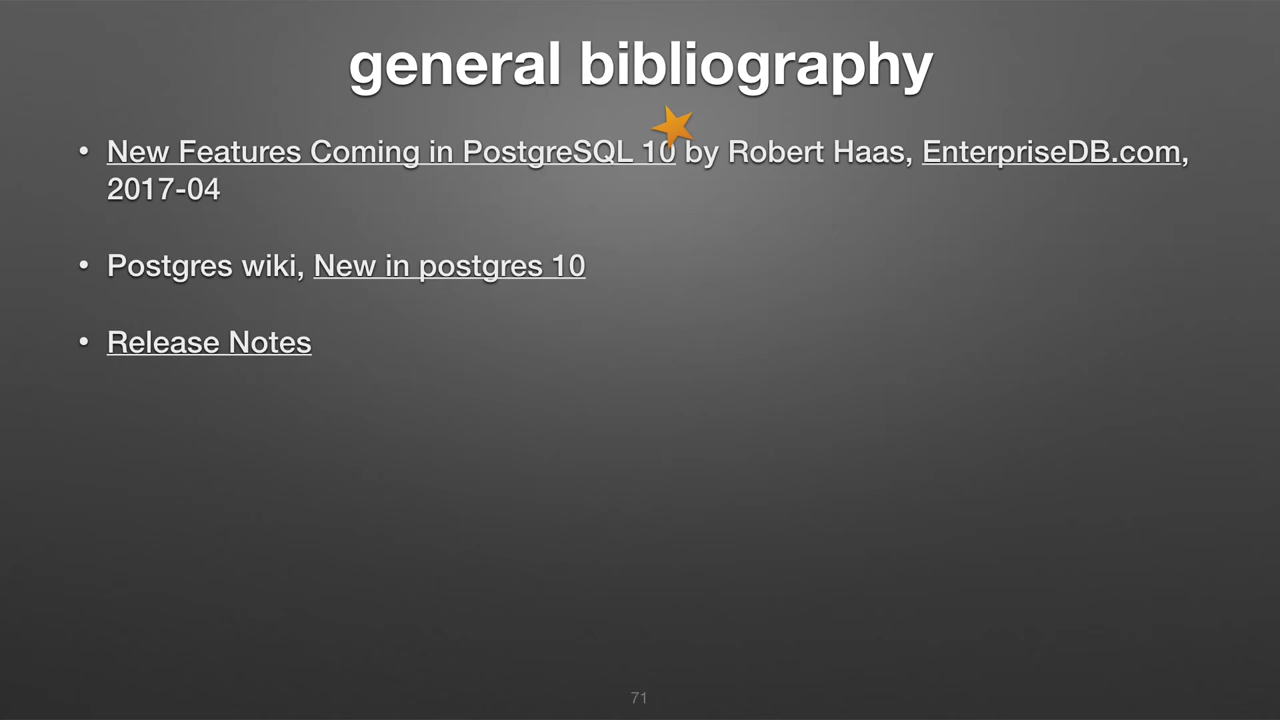 general bibliography
• New Features Coming in PostgreSQL 10 by Robert Haas, EnterpriseDB.com,
2017-04
• Postgres wiki, New in postgres 10
• Release Notes
71